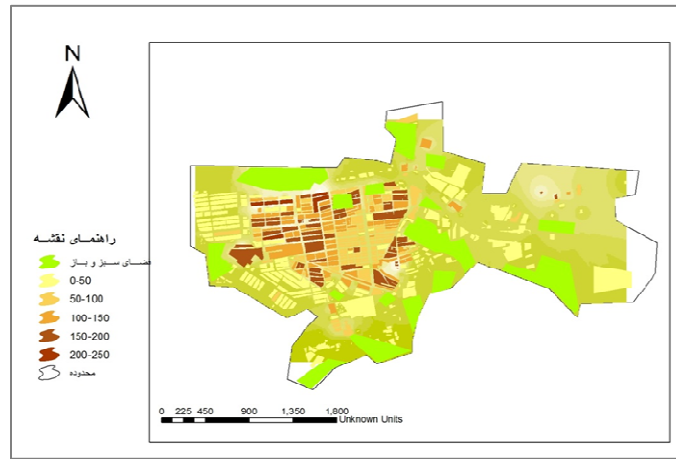 N
راهنمای نقشه
فضای سبز و باز
0-50
50-100
100-150
150-200
200-250
محدوده
0 225 450 900 1,350 1,800
Unknown Units